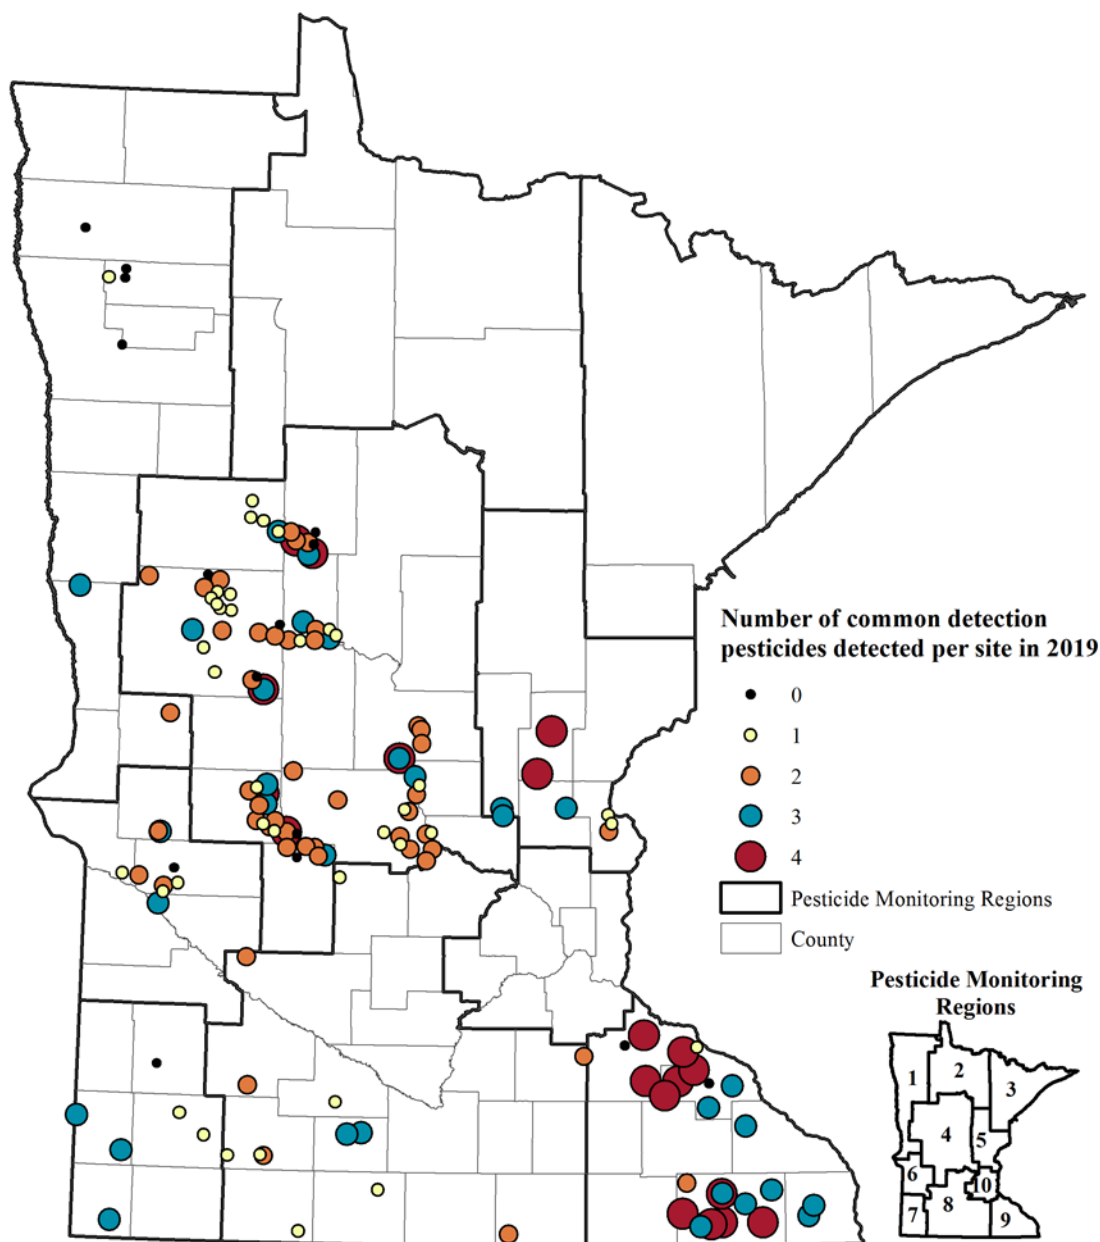 Number of common detection
pesticides detected per site in 2019
0
1
2
3
4
Pesticide Monitoring Regions
County
Pesticide Monitoring
Regions
1
2
3
4
5
6
10
7
8
9